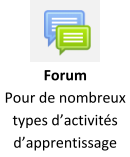 Forum
Pour de nombreux
types d’activités
d’apprentissage